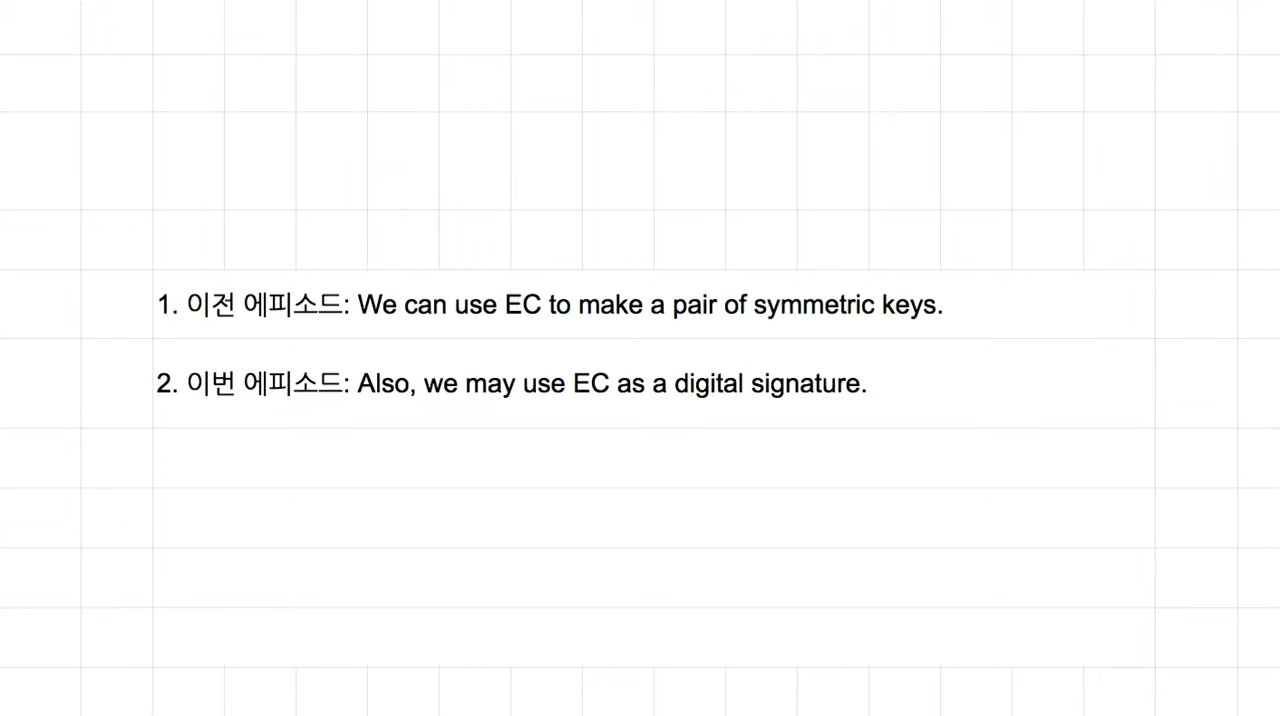 1. 이전 에피소드: We can use EC to make a pair of symmetric keys.
2. 이번 에피소드: Also, we may use EC as a digital signature.